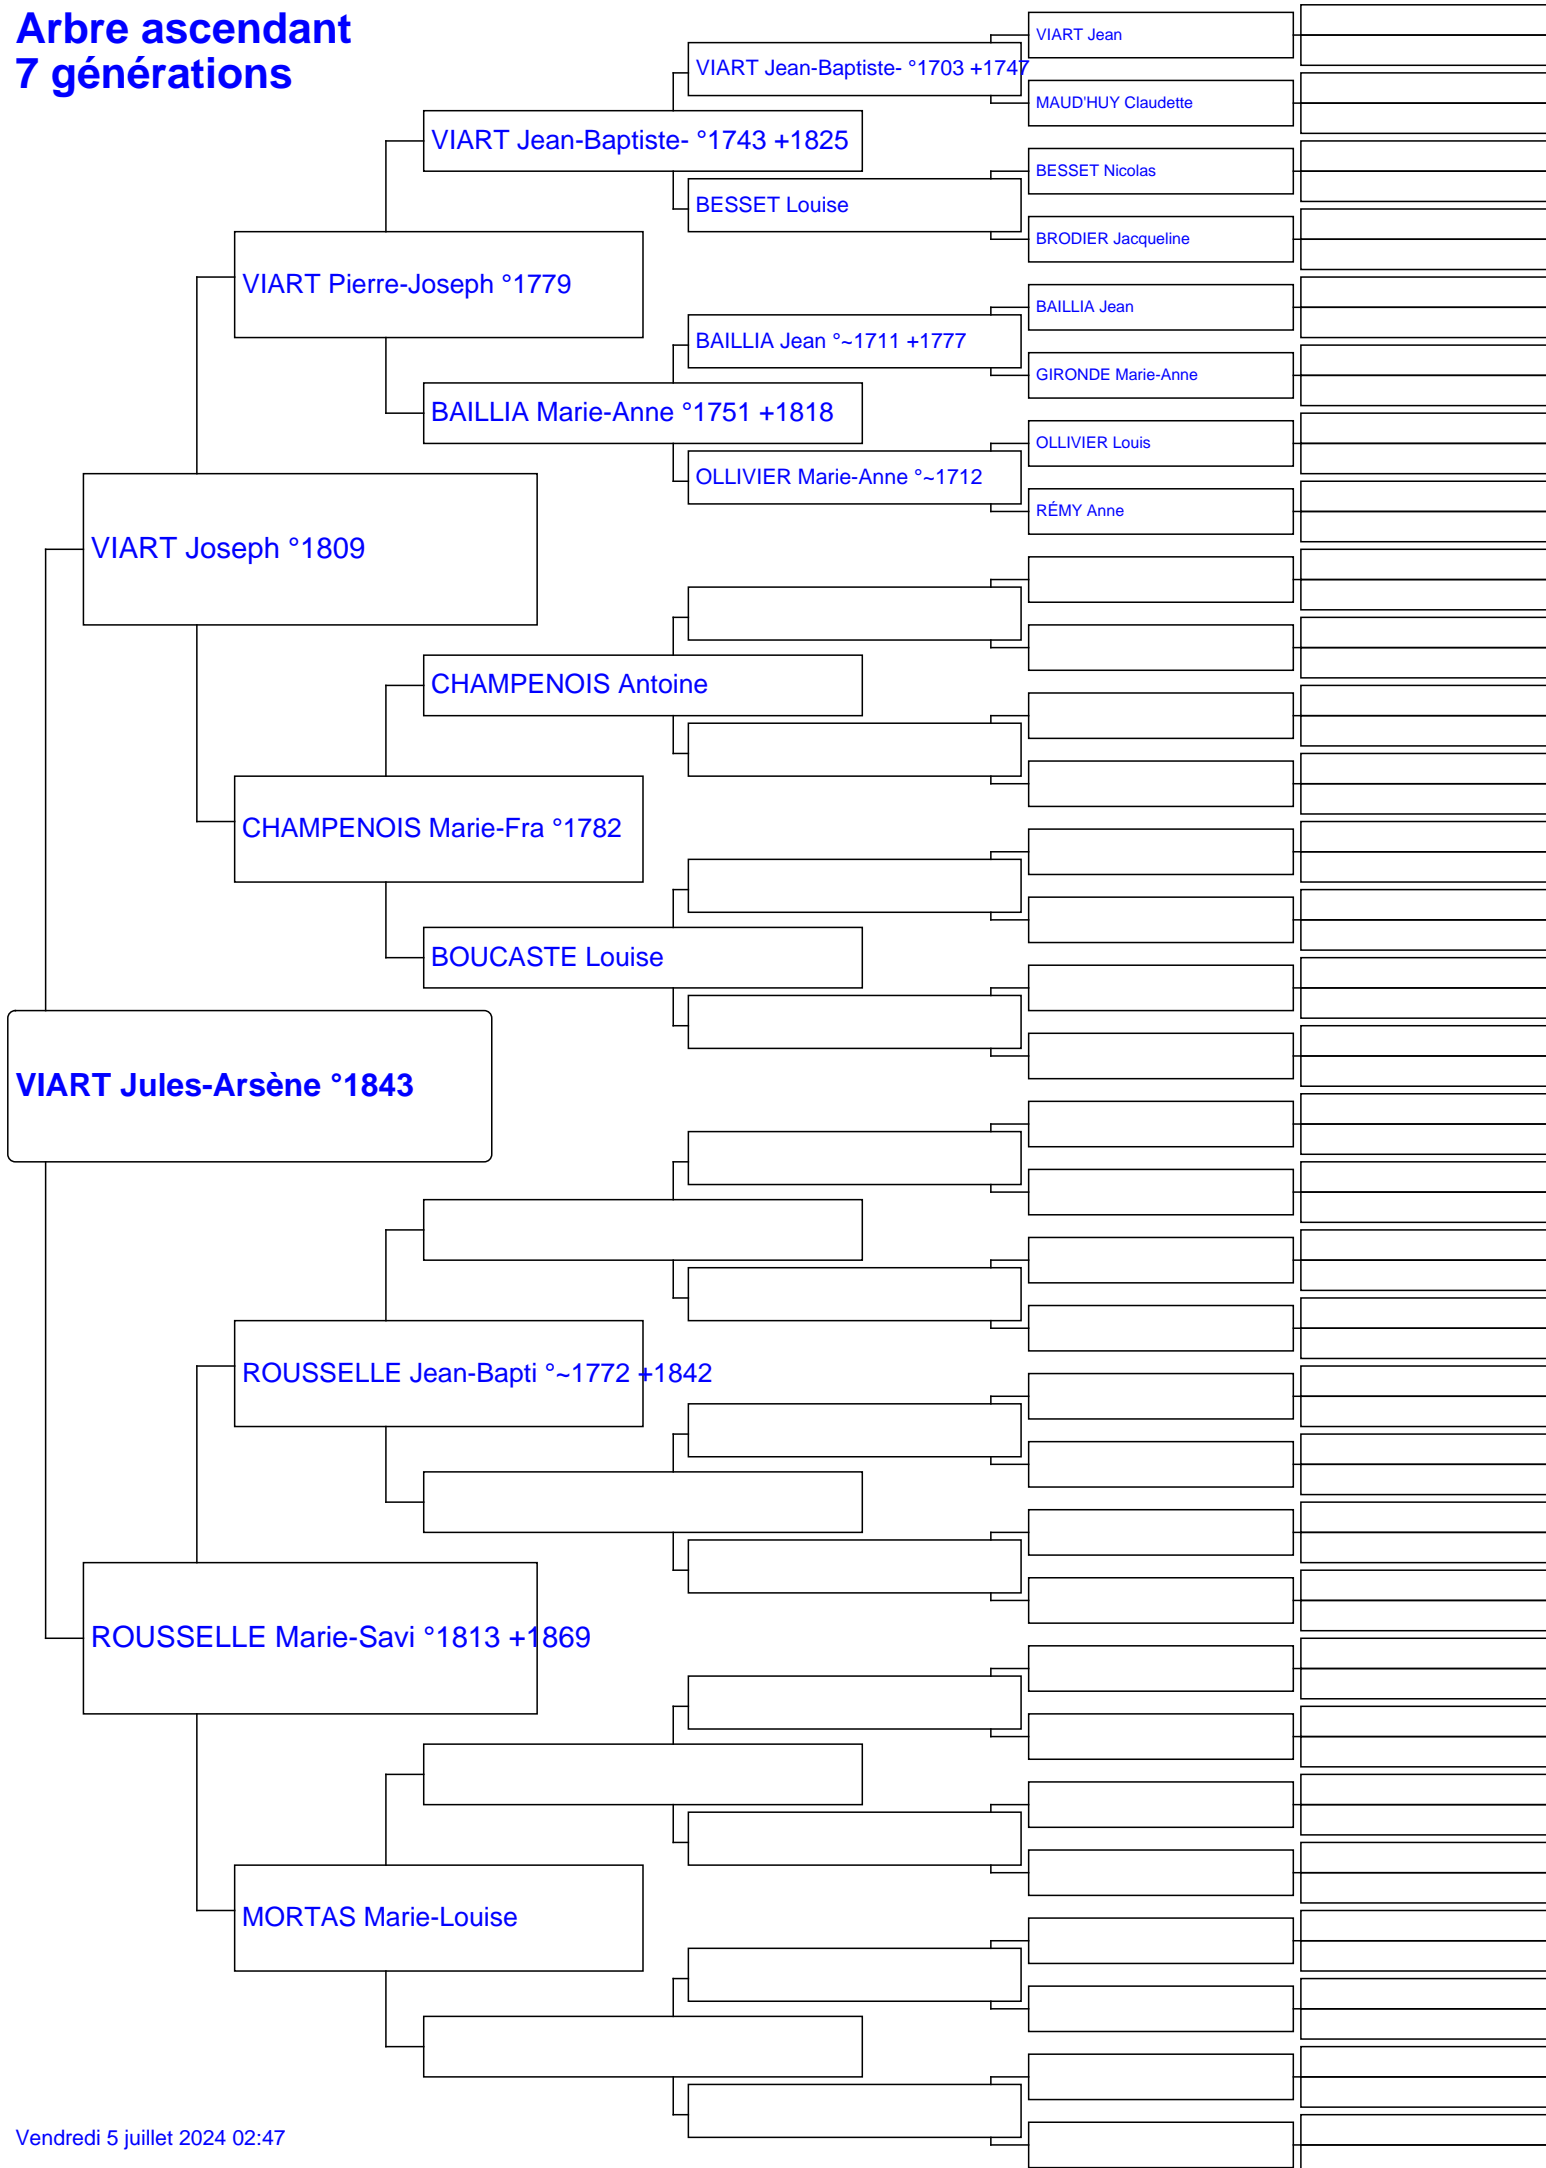 Arbre ascendant
7 générations
VIART Jean
VIART Jean-Baptiste- °1703 +1747
MAUD'HUY Claudette
VIART Jean-Baptiste- °1743 +1825
BESSET Nicolas
BESSET Louise
BRODIER Jacqueline
VIART Pierre-Joseph °1779
BAILLIA Jean
BAILLIA Jean °~1711 +1777
GIRONDE Marie-Anne
BAILLIA Marie-Anne °1751 +1818
OLLIVIER Louis
OLLIVIER Marie-Anne °~1712
RÉMY Anne
VIART Joseph °1809
CHAMPENOIS Antoine
CHAMPENOIS Marie-Fra °1782
BOUCASTE Louise
VIART Jules-Arsène °1843
ROUSSELLE Jean-Bapti °~1772 +1842
ROUSSELLE Marie-Savi °1813 +1869
MORTAS Marie-Louise
Vendredi 5 juillet 2024 02:47